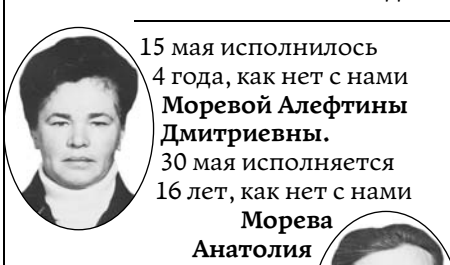 15 мая исполнилось
4 года, как нет с нами
Моревой Алефтины
Дмитриевны.
30 мая исполняется
16 лет, как нет с нами
Морева
Анатолия